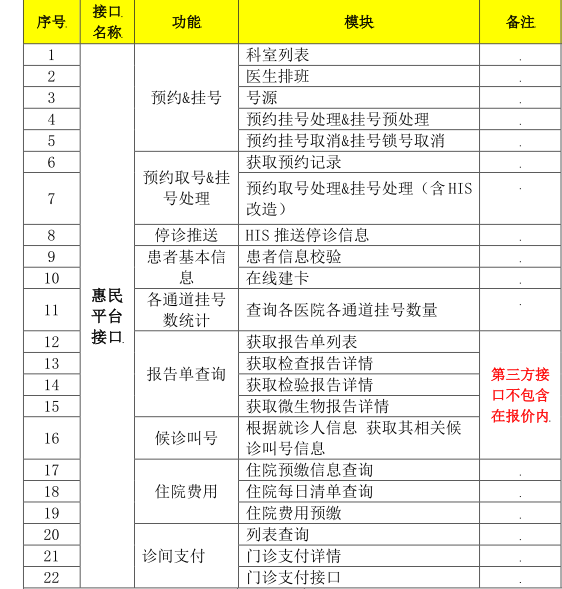 序号 接口名称 功能 模块 备注
惠民平台接口
1 预约&挂号 科室列表
2 医生排班
3 号源
4 预约挂号处理&挂号预处理
5 预约挂号取消&挂号锁号取消
6 预约取号&挂号处理 获取预约记录
7 预约取号处理&挂号处理（含HIS改造）
8 停诊推送 HIS推送停诊信息
9 患者基本信息 患者信息校验
10 在线建卡
11 各通道挂号数统计 查询各医院各通道挂号数量
12 报告单查询 获取报告单列表 第三方接口不包含在报价内
13 获取检查报告详情
14 获取检验报告详情
15 获取微生物报告详情
16 候诊叫号 根据就诊人信息 获取其相关候诊叫号信息
17 住院费用 住院预缴信息查询
18 住院每日清单查询
19 住院费用预缴
20 诊间支付 列表查询
21 门诊支付详情
22 门诊支付接口